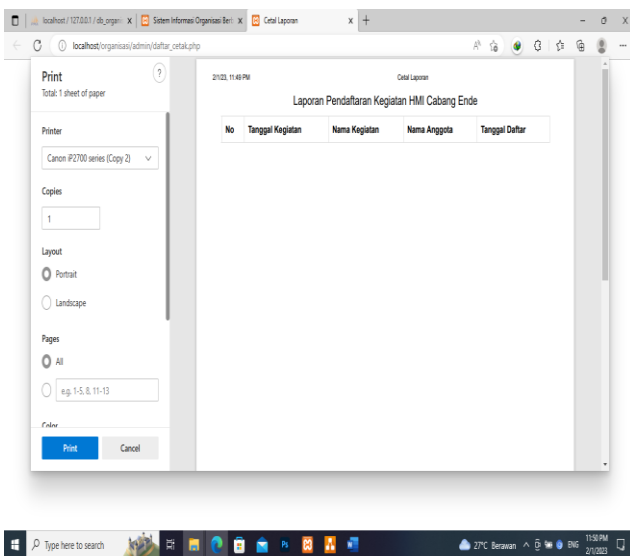 localhost / 127.0.0.1 / db_organi
Sistem Informasi Organisasi Berb
Cetal Laporan
localhost/organisasi/admin/daftar_cetak.php
Print
?
Total: 1 sheet of paper
Printer
Canon iP2700 series (Copy 2)
Copies
1
Layout
Portrait
Landscape
Pages
All
e.g. 1-5, 8, 11-13
Color
Print Cancel
2/1/23, 11:49 PM Cetal Laporan
Laporan Pendaftaran Kegiatan HMI Cabang Ende
No Tanggal Kegiatan Nama Kegiatan Nama Anggota Tanggal Daftar
Type here to search
Ps
27°C Berawan
ENG
11:50 PM
2/1/2023